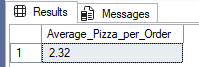 Results Messages
Average_Pizza_per_Order
1 2.32